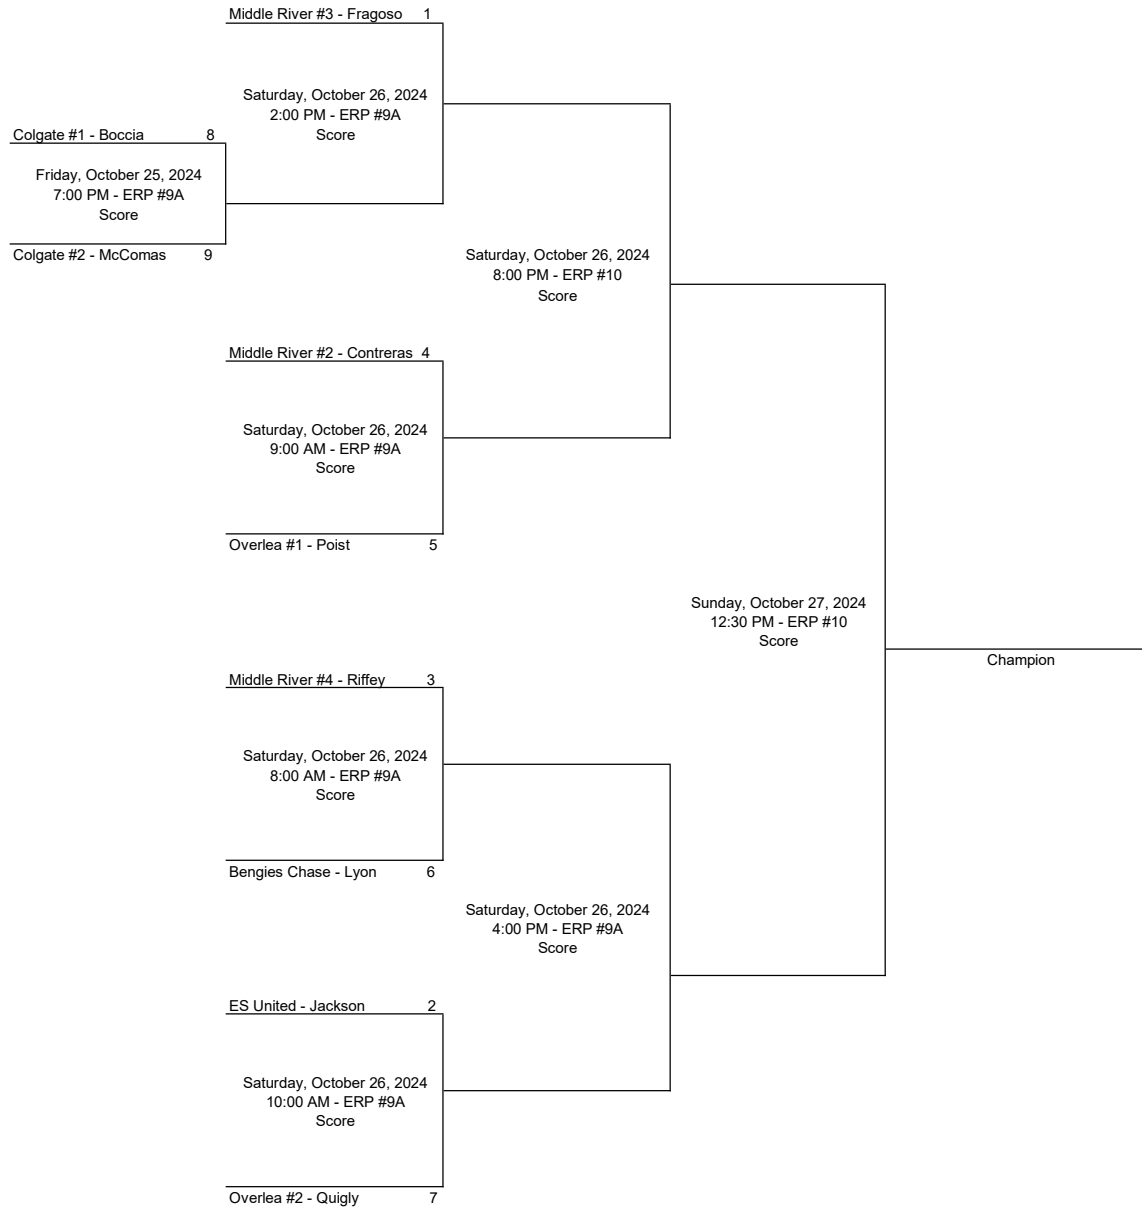 Middle River #3 - Fragoso 1
Saturday, October 26, 2024
2:00 PM - ERP #9A
Score
Colgate #1 - Boccia 8
Friday, October 25, 2024
7:00 PM - ERP #9A
Score
Colgate #2 - McComas 9
Saturday, October 26, 2024
8:00 PM - ERP #10
Score
Middle River #2 - Contreras 4
Saturday, October 26, 2024
9:00 AM - ERP #9A
Score
Overlea #1 - Poist 5
Sunday, October 27, 2024
12:30 PM - ERP #10
Score
Champion
Middle River #4 - Riffey 3
Saturday, October 26, 2024
8:00 AM - ERP #9A
Score
Bengies Chase - Lyon 6
Saturday, October 26, 2024
4:00 PM - ERP #9A
Score
ES United - Jackson 2
Saturday, October 26, 2024
10:00 AM - ERP #9A
Score
Overlea #2 - Quigly 7